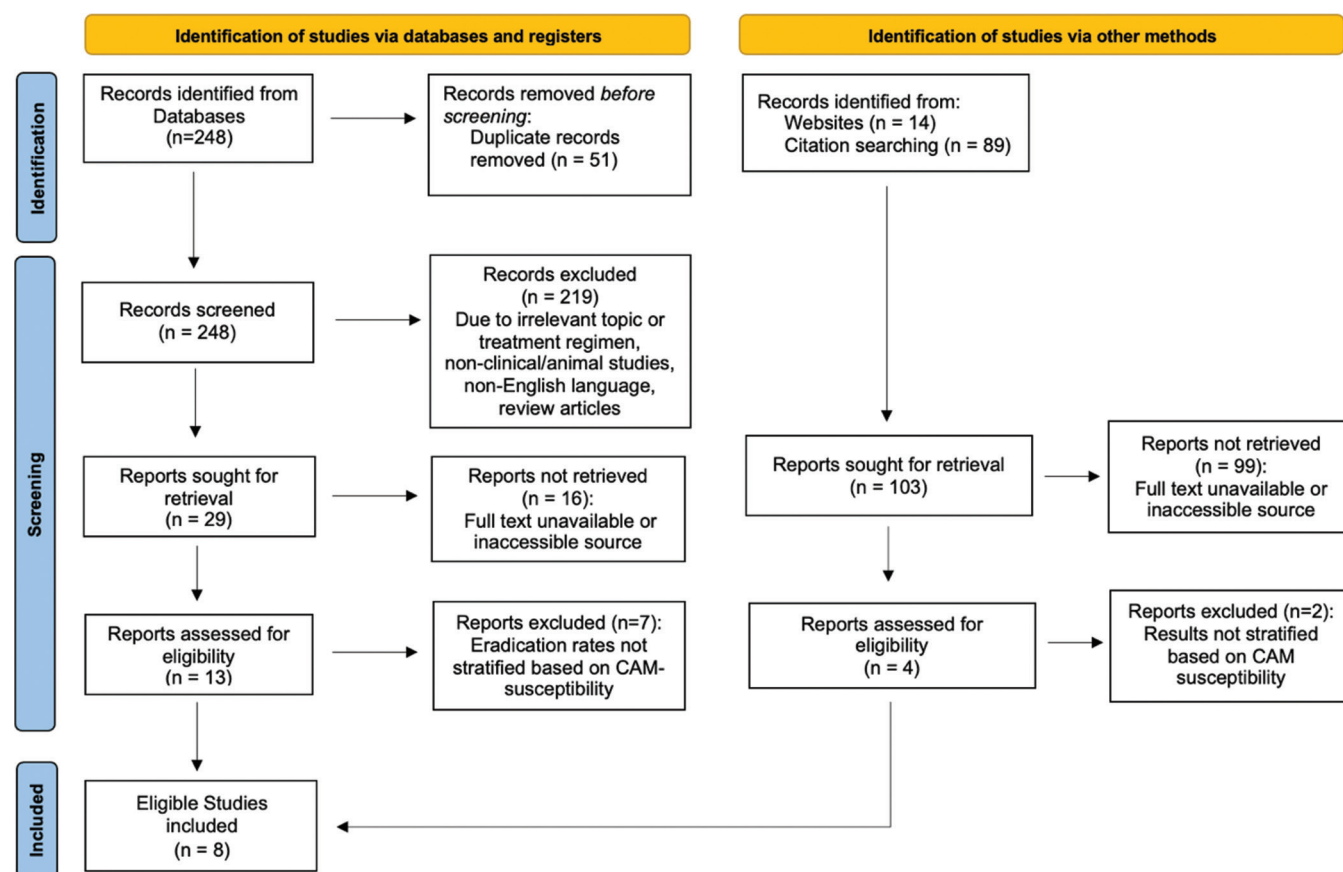 Identification of studies via databases and registers
Identification of studies via other methods
Identification
Records identified from
Databases
(n=248)
Records removed before
screening:
Duplicate records
removed (n = 51)
Records identified from:
Websites (n = 14)
Citation searching (n = 89)
Screening
Records screened
(n = 248)
Records excluded
(n = 219)
Due to irrelevant topic or
treatment regimen,
non-clinical/animal studies,
non-English language,
review articles
Reports sought for
retrieval
(n = 29)
Reports not retrieved
(n = 16):
Full text unavailable or
inaccessible source
Reports sought for retrieval
(n = 103)
Reports not retrieved
(n = 99):
Full text unavailable or
inaccessible source
Reports assessed for
eligibility
(n = 13)
Reports excluded (n=7):
Eradication rates not
stratified based on CAM-
susceptibility
Reports assessed for
eligibility
(n = 4)
Reports excluded (n=2):
Results not stratified
based on CAM
susceptibility
Included
Eligible Studies
included
(n = 8)